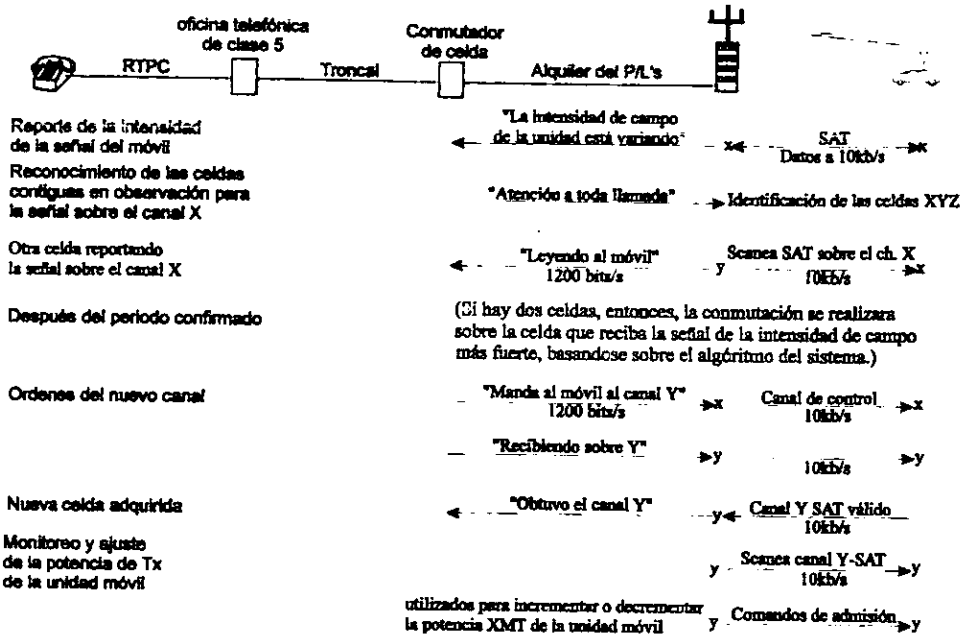 oficina telefónica
de clase 5
Conmutador
de celda
RTPC
Troncal
Alquiler del P/L's
Reporte de la intensidad
de la señal del móvil
"La intensidad de campo
de la unidad está variando"
x
SAT
x
Datos a 10kb/s
Reconocimiento de las celdas
contiguas en observación para
la señal sobre el canal X
"Atención a toda llamada"
Identificación de las celdas XYZ
Otra celda reportando
la señal sobre el canal X
"Leyendo al móvil"
1200 bits/s
y
Scanea SAT sobre el ch. X
10kb/s
x
Después del periodo confirmado
(Si hay dos celdas, entonces, la conmutación se realizara
sobre la celda que reciba la señal de la intensidad de campo
más fuerte, basandose sobre el algóritmo del sistema.)
Ordenes del nuevo canal
"Manda al móvil al canal Y"
1200 bits/s
x
Canal de control
10kb/s
x
"Recibiendo sobre Y"
y
10kb/s
y
Nueva celda adquirida
"Obtuvo el canal Y"
y
Canal Y SAT válido
10kb/s
Monitoreo y ajuste
de la potencia de Tx
de la unidad móvil
y
Scanea canal Y-SAT
10kb/s
y
utilizados para incrementar o decrementar
la potencia XMT de la unidad móvil
y
Comandos de admisión
y